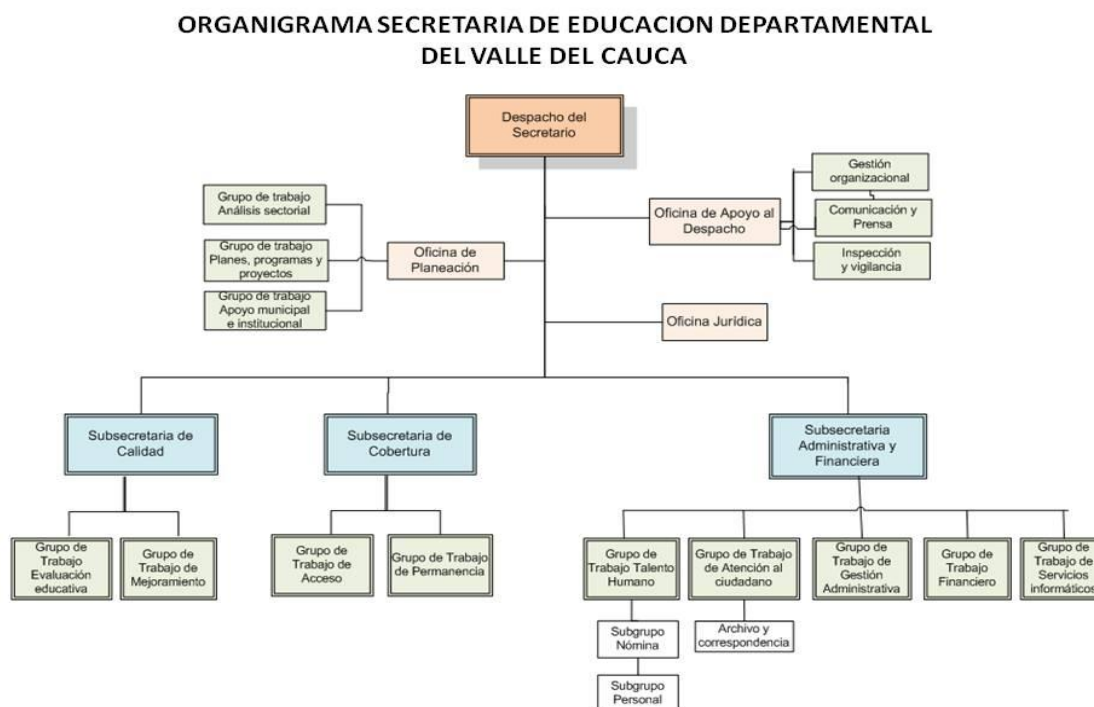 ORGANIGRAMA SECRETARIA DE EDUCACION DEPARTAMENTAL
DEL VALLE DEL CAUCA
Despacho del
Secretario
Grupo de trabajo
Análisis sectorial
Grupo de trabajo
Planes, programas y
proyectos
Grupo de trabajo
Apoyo municipal
e institucional
Oficina de
Planeación
Oficina de Apoyo al
Despacho
Gestión
organizacional
Comunicación y
Prensa
Inspección
y vigilancia
Oficina Jurídica
Subsecretaria de
Calidad
Subsecretaria de
Cobertura
Subsecretaria
Administrativa y
Financiera
Grupo de
Trabajo
Evaluación
educativa
Grupo de
Trabajo de
Mejoramiento
Grupo de
Trabajo de
Acceso
Grupo de Trabajo
de Permanencia
Grupo de
Trabajo Talento
Humano
Grupo de Trabajo
de Atención al
ciudadano
Grupo de
Trabajo de
Gestión
Administrativa
Grupo de
Trabajo
Financiero
Grupo de
Trabajo de
Servicios
informáticos
Subgrupo
Nómina
Archivo y
correspondencia
Subgrupo
Personal